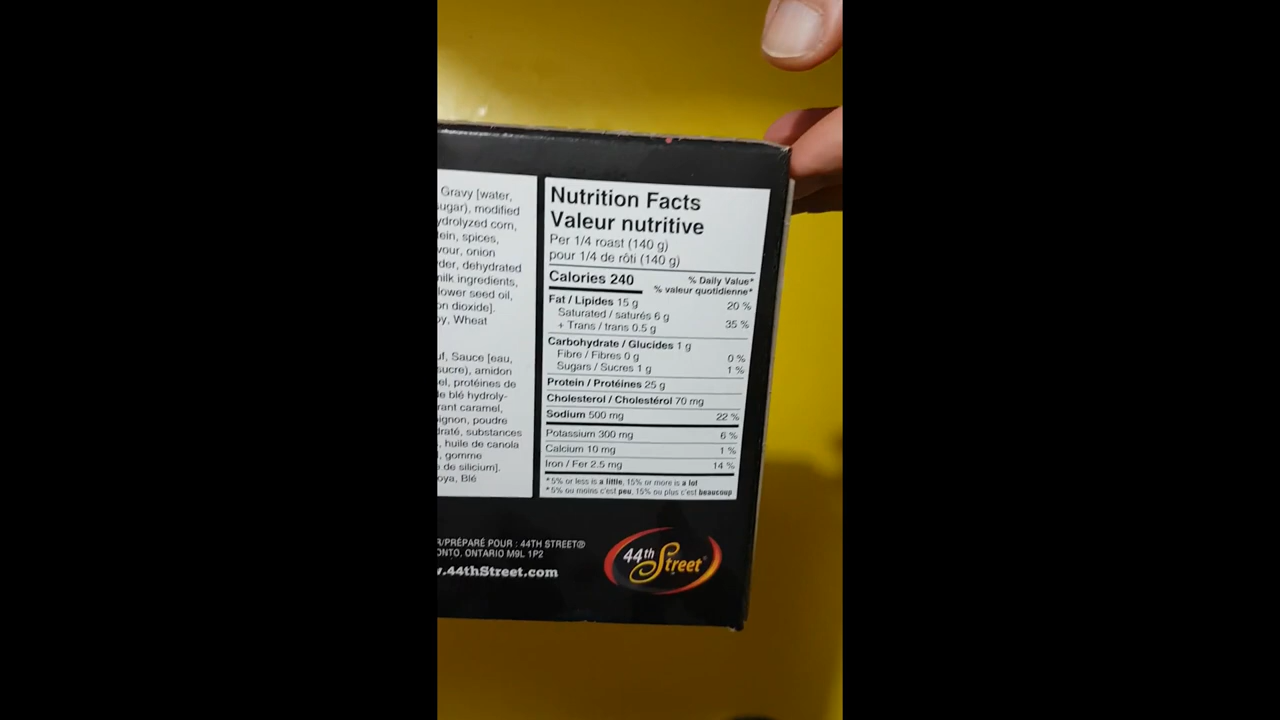 Gravy [water,
ugar), modified
ydrolyzed corn,
ein, spices,
vour, onion
der, dehydrated
nilk ingredients,
lower seed oil,
on dioxide].
oy, Wheat
uf, Sauce [eau,
sucre), amidon
el, protéines de
le blé hydroly-
rant caramel,
ignon, poudre
draté, substances
, huile de canola
, gomme
de silicium].
oya, Blé
Nutrition Facts
Valeur nutritive
Per 1/4 roast (140 g)
pour 1/4 de rôti (140 g)
Calories 240
% Daily Value*
% valeur quotidienne*
Fat / Lipides 15 g 20 %
Saturated / saturés 6 g
+ Trans / trans 0.5 g 35 %
Carbohydrate / Glucides 1 g
Fibre / Fibres 0 g 0 %
Sugars / Sucres 1 g 1 %
Protein / Protéines 25 g
Cholesterol / Cholestérol 70 mg
Sodium 500 mg 22 %
Potassium 300 mg 6 %
Calcium 10 mg 1 %
Iron / Fer 2.5 mg 14 %
*5% or less is a little, 15% or more is a lot
*5% ou moins c'est peu, 15% ou plus c'est beaucoup
R/PRÉPARÉ POUR : 44TH STREET®
ONTO, ONTARIO M9L 1P2
.44thStreet.com
44th Street®